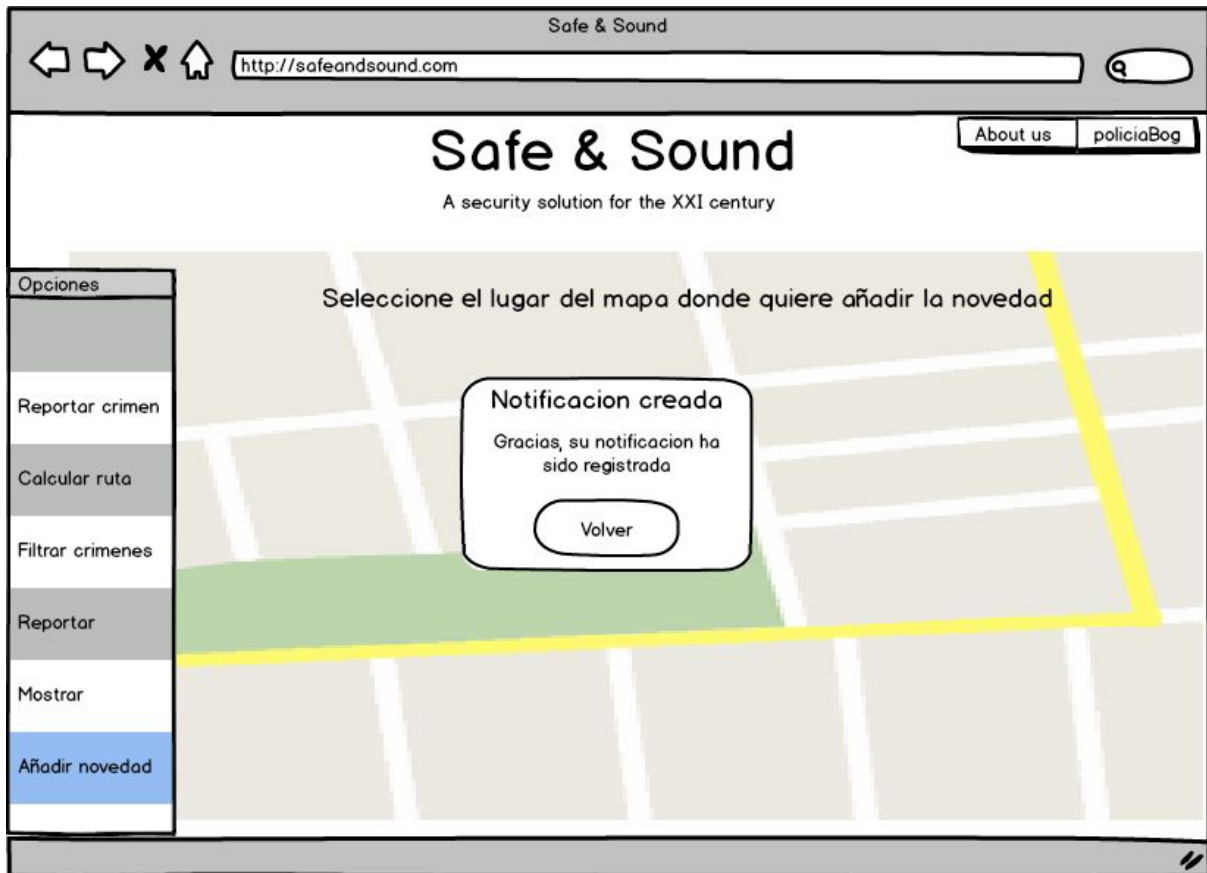 Safe & Sound
http://safeandsound.com
About us
policiaBog
Safe & Sound
A security solution for the XXI century
Opciones
Reportar crimen
Calcular ruta
Filtrar crimenes
Reportar
Mostrar
Añadir novedad
Seleccione el lugar del mapa donde quiere añadir la novedad
Notificacion creada
Gracias, su notificacion ha
sido registrada
Volver